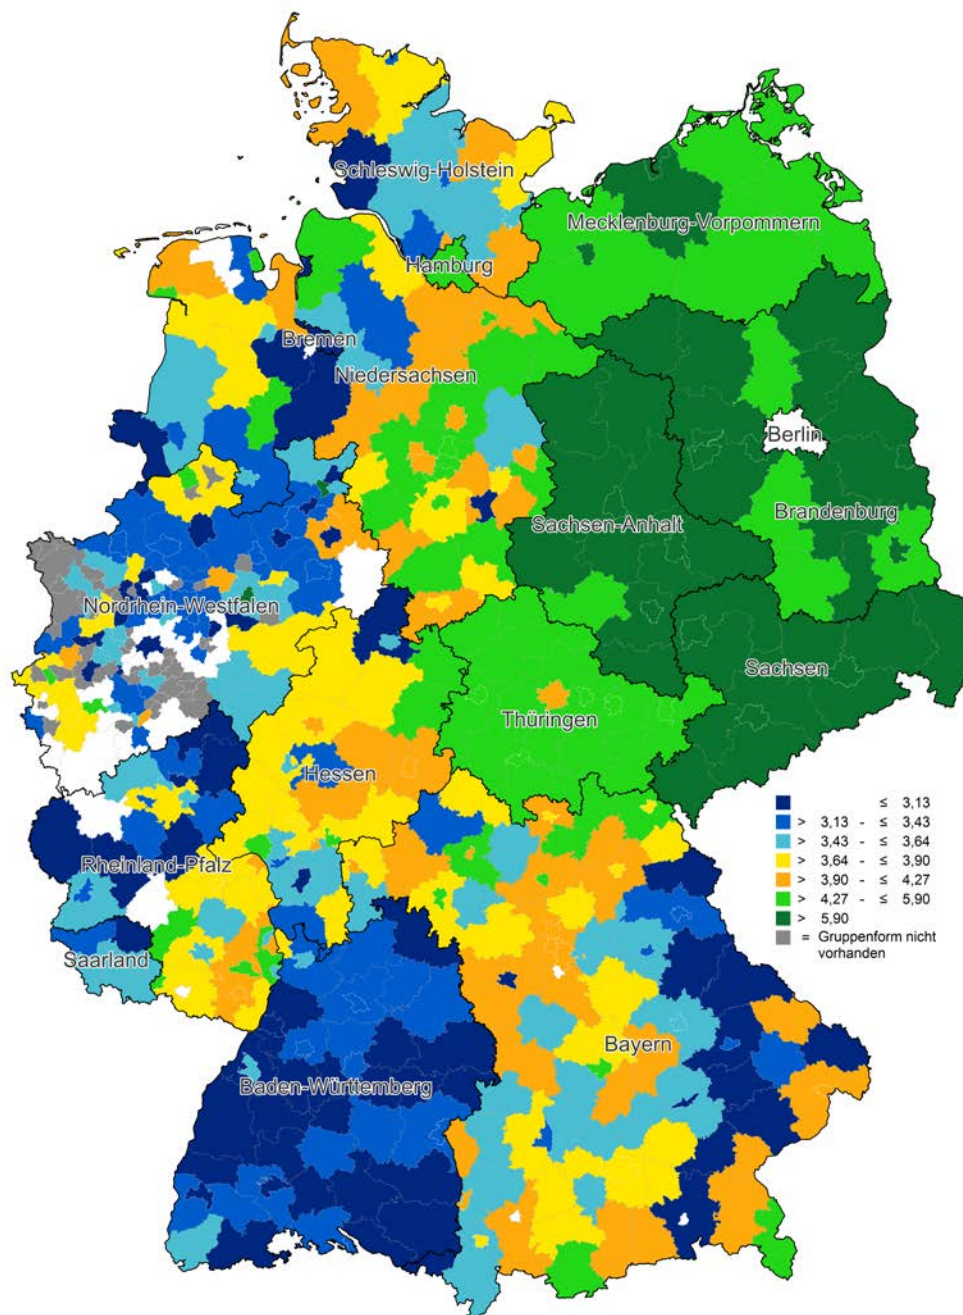 Schleswig-Holstein
Mecklenburg-Vorpommern
Hamburg
Bremen
Niedersachsen
Berlin
Brandenburg
Sachsen-Anhalt
Nordrhein-Westfalen
Sachsen
Thüringen
Hessen
Rheinland-Pfalz
Saarland
Bayern
Baden-Württemberg
≤ 3,13
> 3,13 - ≤ 3,43
> 3,43 - ≤ 3,64
> 3,64 - ≤ 3,90
> 3,90 - ≤ 4,27
> 4,27 - ≤ 5,90
> 5,90
= Gruppenform nicht
vorhanden